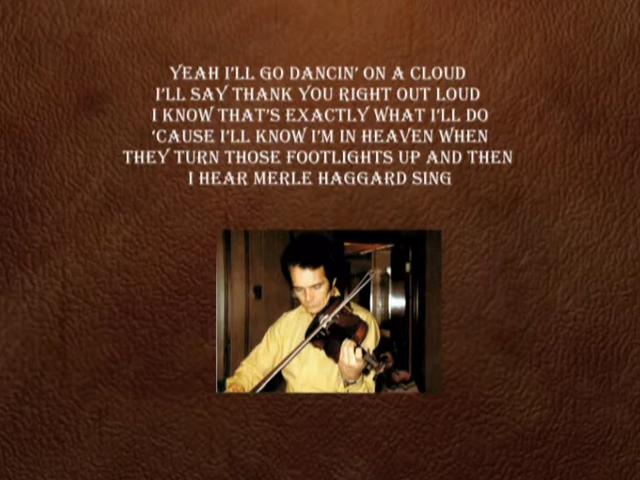 YEAH I'LL GO DANCIN' ON A CLOUD
I'LL SAY THANK YOU RIGHT OUT LOUD
I KNOW THAT'S EXACTLY WHAT I'LL DO
'CAUSE I'LL KNOW I'M IN HEAVEN WHEN
THEY TURN THOSE FOOTLIGHTS UP AND THEN
I HEAR MERLE HAGGARD SING